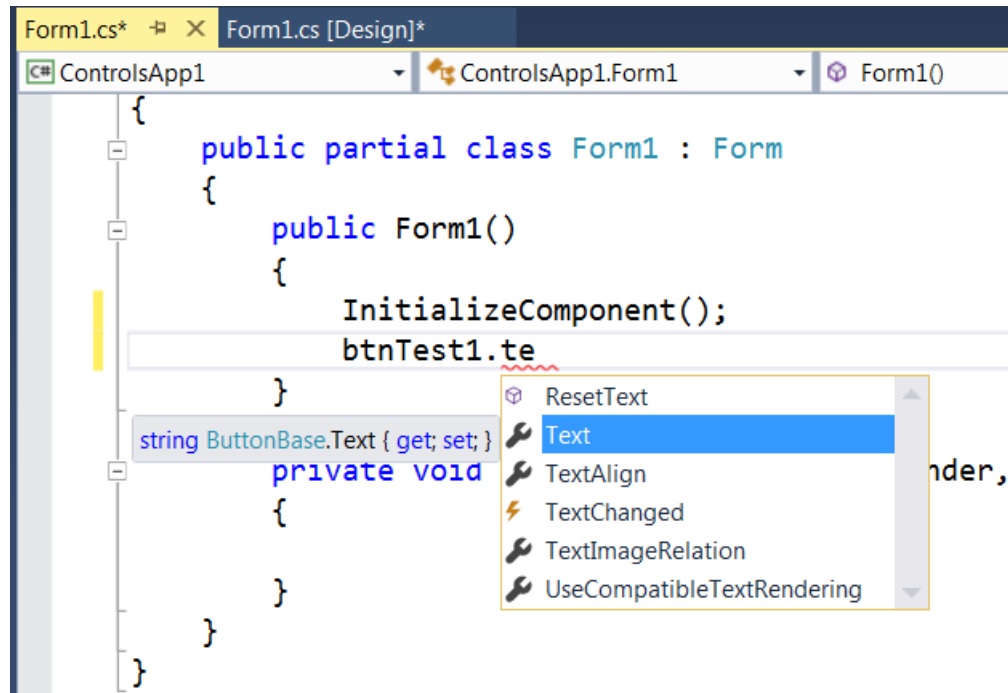 Form1.cs* Form1.cs [Design]*
C# ControlsApp1 ControlsApp1.Form1 Form1()
{
public partial class Form1 : Form
{
public Form1()
{
InitializeComponent();
btnTest1.te
}
ResetText
string ButtonBase.Text { get; set; }
Text
TextAlign
TextChanged
TextImageRelation
UseCompatibleTextRendering
private void nder,
{
}
}
}